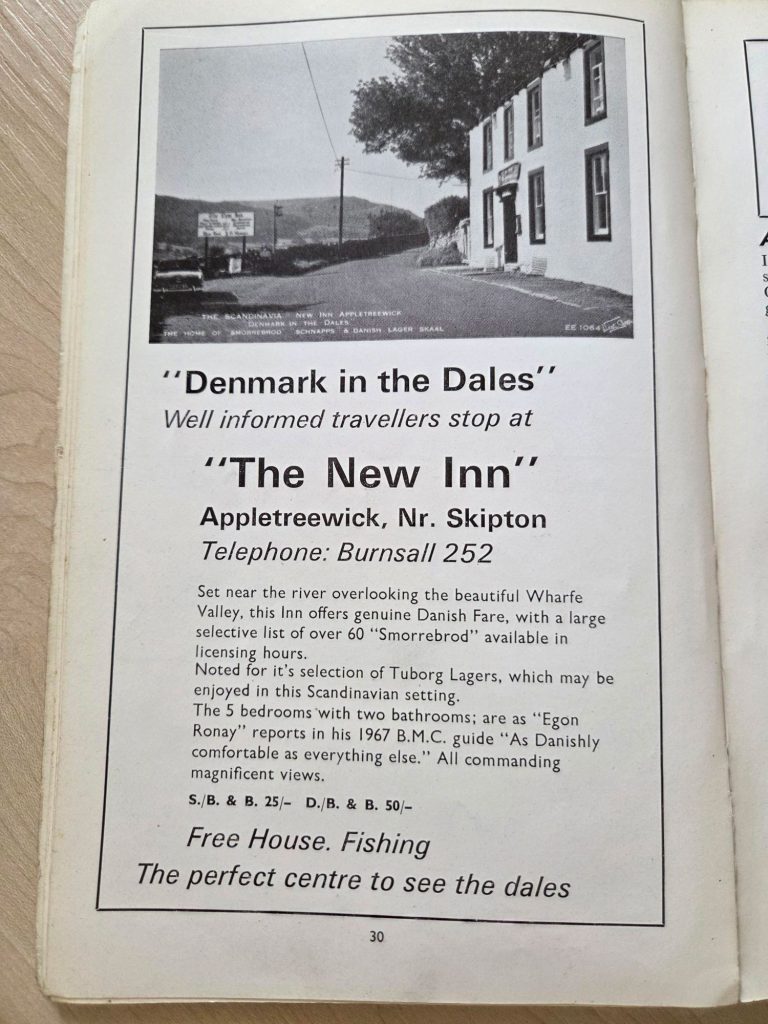 The New Inn
THE SCANDINAVIA NEW INN APPLETREEWICK
DENMARK IN THE DALES
THE HOME OF SMORREBROD SCHNAPPS & DANISH LAGER SKAAL
EE 1064
"Denmark in the Dales"
Well informed travellers stop at
"The New Inn"
Appletreewick, Nr. Skipton
Telephone: Burnsall 252
Set near the river overlooking the beautiful Wharfe
Valley, this Inn offers genuine Danish Fare, with a large
selective list of over 60 "Smorrebrod" available in
licensing hours.
Noted for it's selection of Tuborg Lagers, which may be
enjoyed in this Scandinavian setting.
The 5 bedrooms with two bathrooms; are as "Egon
Ronay" reports in his 1967 B.M.C. guide "As Danishly
comfortable as everything else." All commanding
magnificent views.
S./B. & B. 25/- D./B. & B. 50/-
Free House. Fishing
The perfect centre to see the dales
30